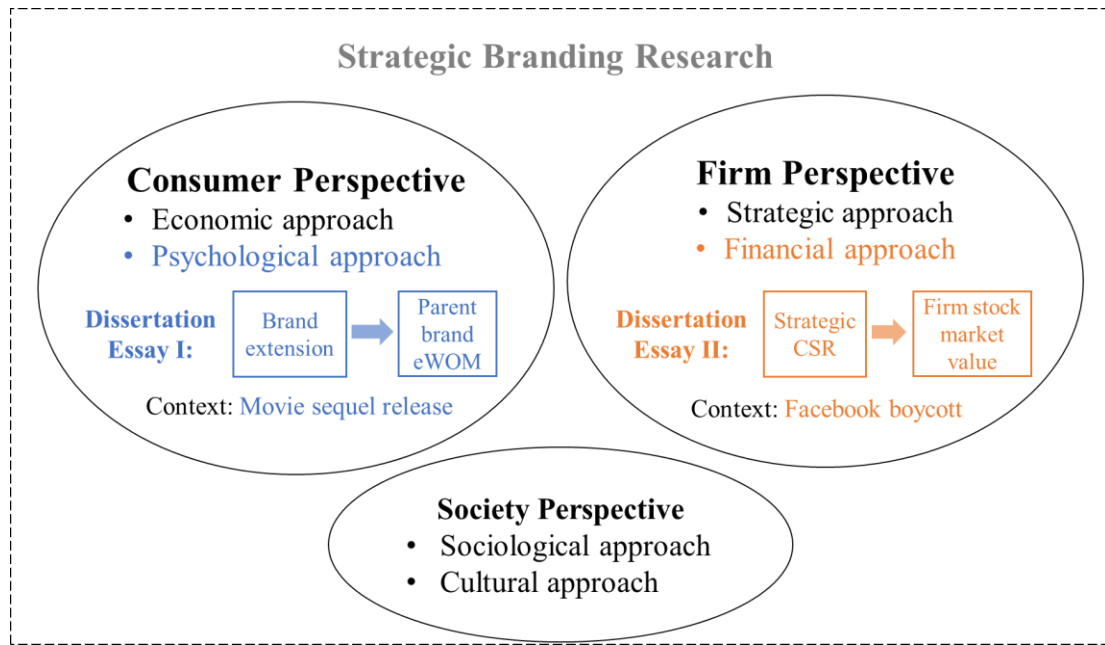 Strategic Branding Research
Consumer Perspective
• Economic approach
• Psychological approach
Dissertation
Essay I:
Brand
extension
Parent
brand
eWOM
Context: Movie sequel release
Firm Perspective
• Strategic approach
• Financial approach
Dissertation
Essay II:
Strategic
CSR
Firm stock
market
value
Context: Facebook boycott
Society Perspective
• Sociological approach
• Cultural approach